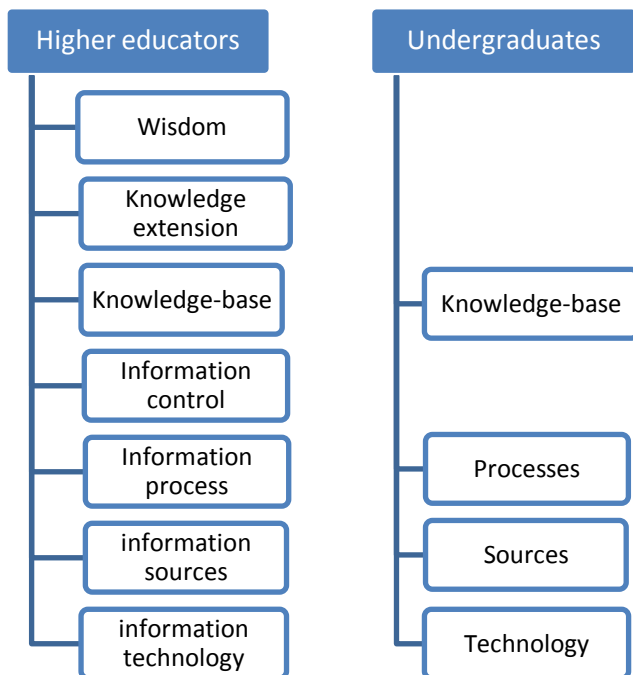 Higher educators
Wisdom
Knowledge
extension
Knowledge-base
Information
control
Information
process
information
sources
information
technology
Undergraduates
Knowledge-base
Processes
Sources
Technology